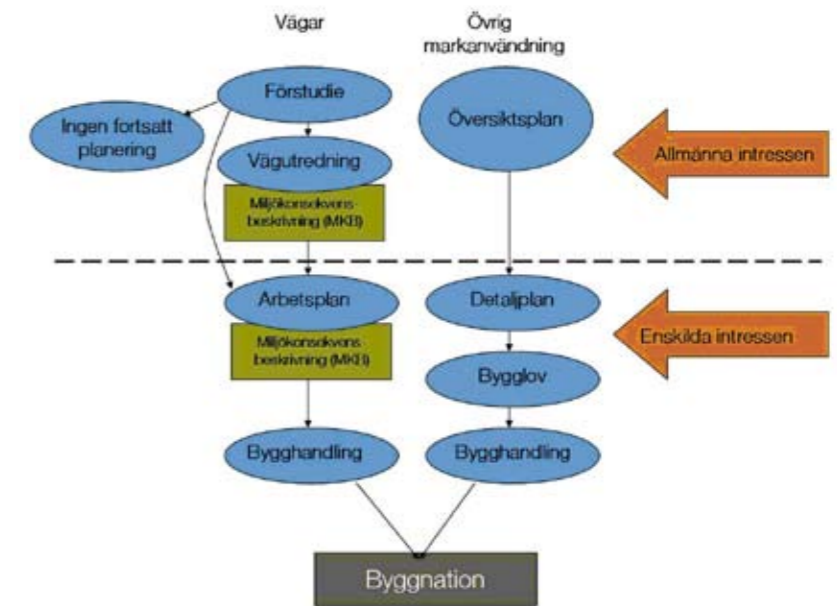 Vägar
Övrig
markanvändning
Förstudie
Ingen fortsatt
planering
Översiktsplan
Vägutredning
Allmänna intressen
Miljökonsekvens
beskrivning (MKB)
Arbetsplan
Detaljplan
Enskilda intressen
Miljökonsekvens
beskrivning (MKB)
Bygglov
Bygghandling
Bygghandling
Byggnation